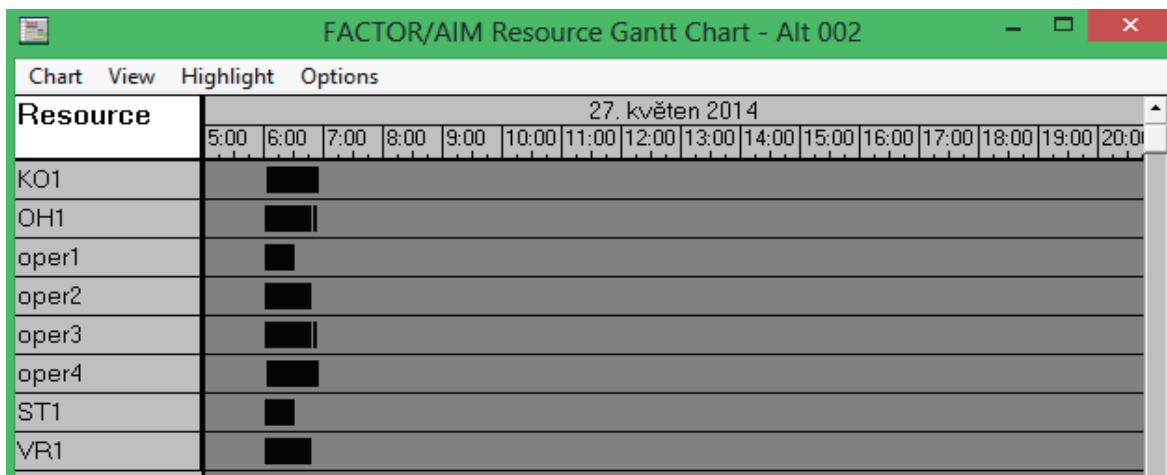 FACTOR/AIM Resource Gantt Chart - Alt 002
Chart View Highlight Options
Resource
27. květen 2014
5:00 6:00 7:00 8:00 9:00 10:00 11:00 12:00 13:00 14:00 15:00 16:00 17:00 18:00 19:00 20:0
KO1
OH1
oper1
oper2
oper3
oper4
ST1
VR1